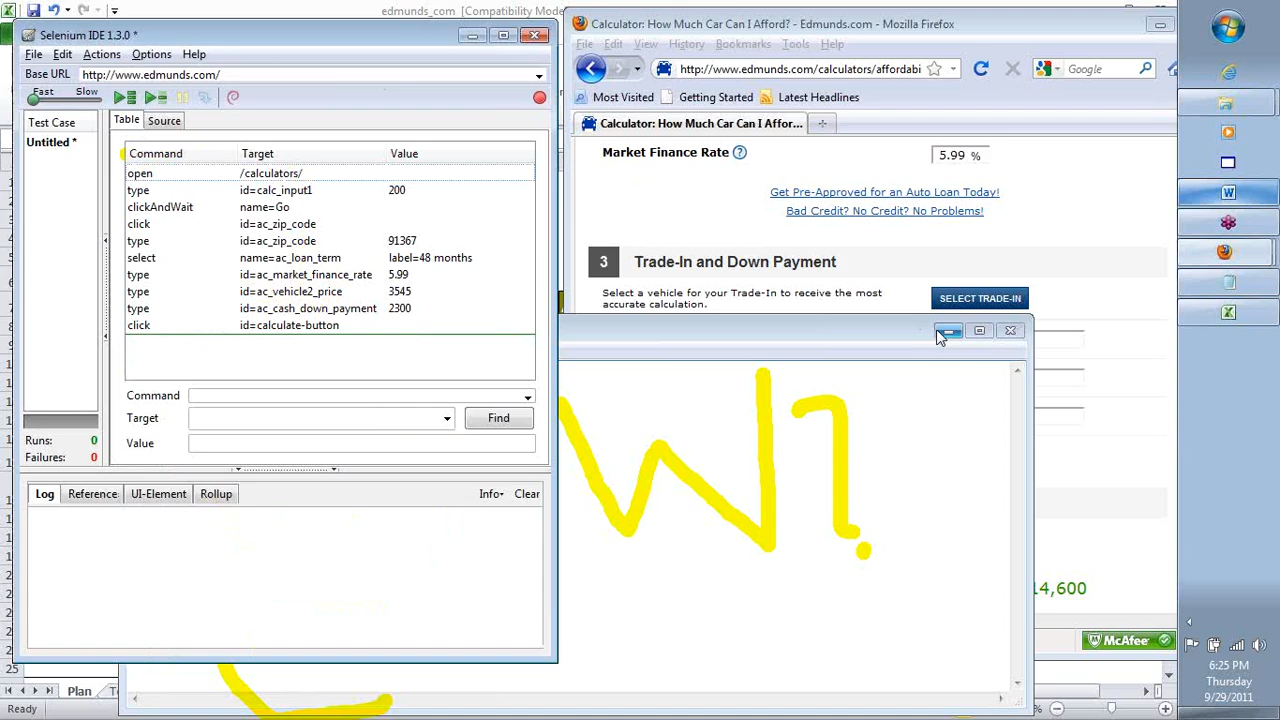 edmunds_com [Compatibility Mode
Selenium IDE 1.3.0 *
File Edit Actions Options Help
Base URL http://www.edmunds.com/
Fast Slow
Test Case
Untitled *
Table Source
Command Target Value
open /calculators/
type id=calc_input1 200
clickAndWait name=Go
click id=ac_zip_code
type id=ac_zip_code 91367
select name=ac_loan_term label=48 months
type id=ac_market_finance_rate 5.99
type id=ac_vehicle2_price 3545
type id=ac_cash_down_payment 2300
click id=calculate-button
Command
Target Find
Value
Runs: 0
Failures: 0
Log Reference UI-Element Rollup Info Clear
25
Plan
Ready
Calculator: How Much Car Can I Afford? - Edmunds.com - Mozilla Firefox
File Edit View History Bookmarks Tools Help
http://www.edmunds.com/calculators/affordabi
Google
Most Visited Getting Started Latest Headlines
Calculator: How Much Car Can I Affor...
Market Finance Rate ? 5.99 %
Get Pre-Approved for an Auto Loan Today!
Bad Credit? No Credit? No Problems!
3 Trade-In and Down Payment
Select a vehicle for your Trade-In to receive the most
accurate calculation.
SELECT TRADE-IN
14,600
McAfee
6:25 PM
Thursday
9/29/2011